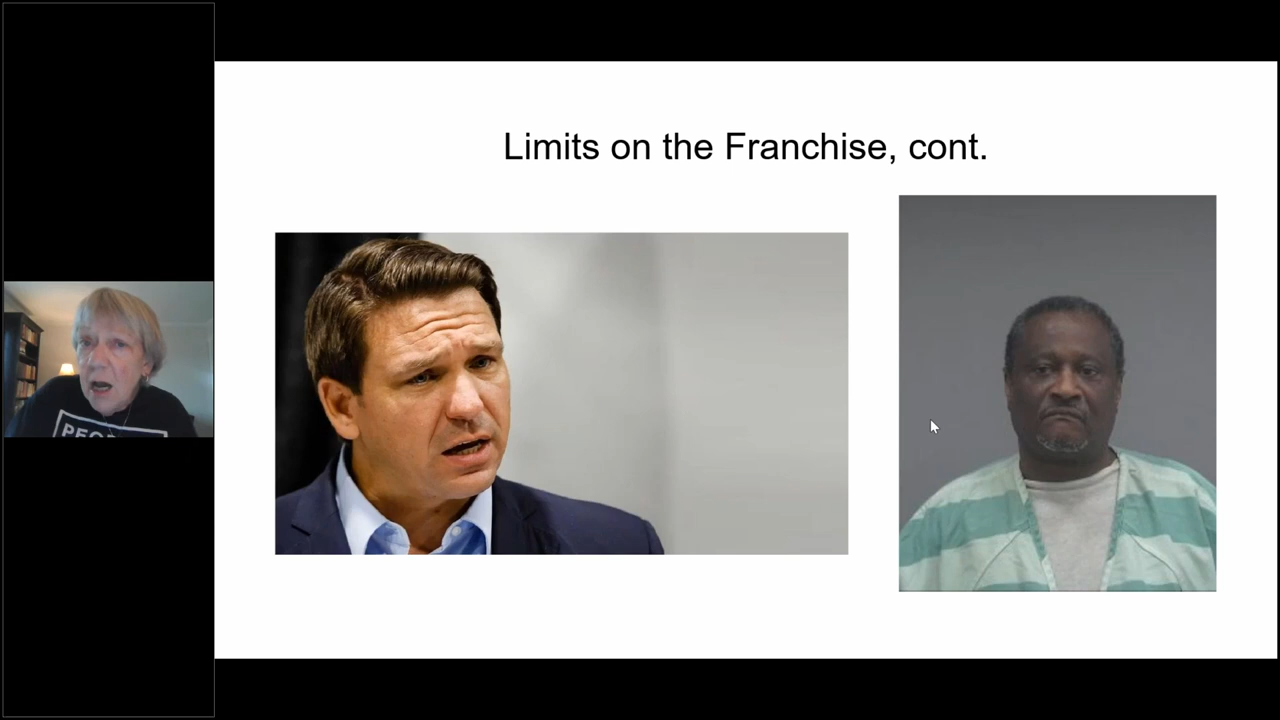 Limits on the Franchise, cont.